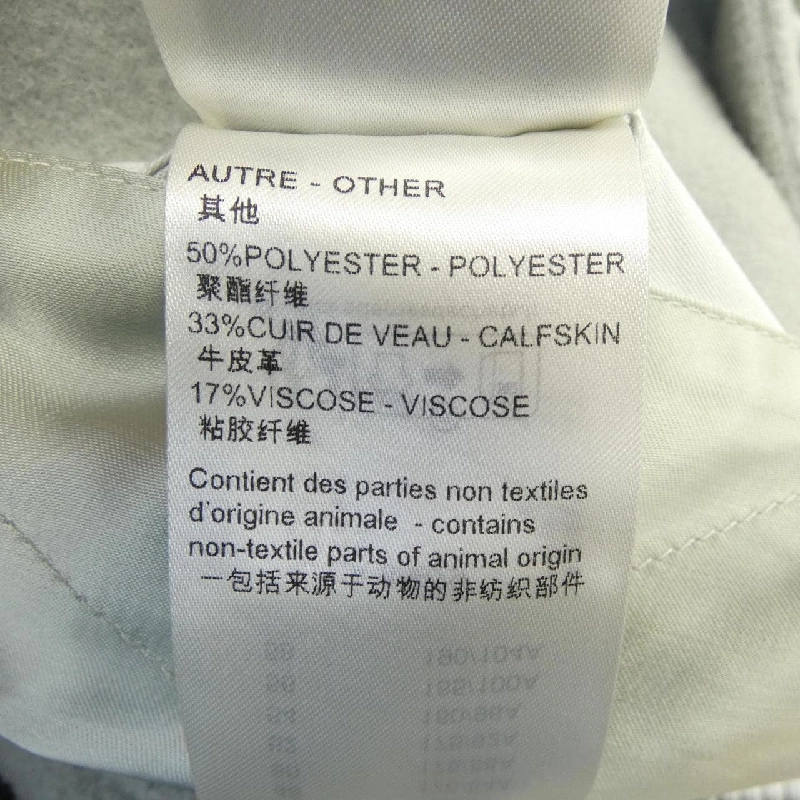 AUTRE - OTHER
其他
50%POLYESTER - POLYESTER
聚酯纤维
33%CUIR DE VEAU - CALFSKIN
牛皮革
17%VISCOSE - VISCOSE
粘胶纤维
Contient des parties non textiles
d'origine animale - contains
non-textile parts of animal origin
一包括来源于动物的非纺织部件